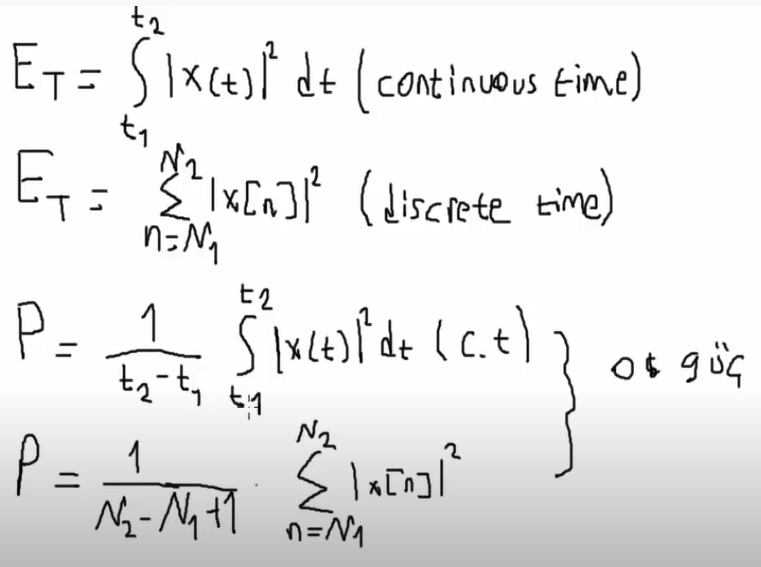 E_T = ∫_{t1}^{t2} |x(t)|² dt (continuous time)
E_T = Σ_{n=N1}^{N2} |x[n]|² (discrete time)
P = 1/(t2-t1) ∫_{t1}^{t2} |x(t)|² dt (c.t)
P = 1/(N2-N1+1) · Σ_{n=N1}^{N2} |x[n]|²
} ot güç